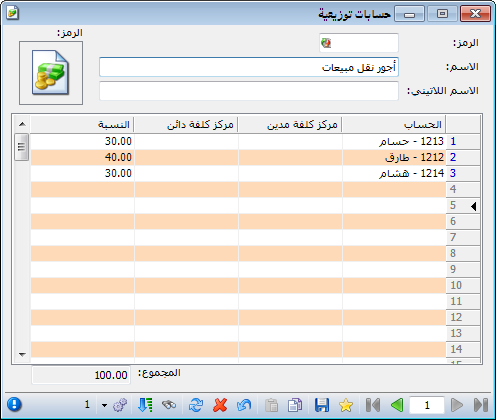 حسابات توزيعية
الرمز:
الرمز:
الاسم: أجور نقل مبيعات
الاسم اللاتيني:
الحساب مركز كلفة مدين مركز كلفة دائن النسبة
1 1213 - حسام 30.00
2 1212 - طارق 40.00
3 1214 - هشام 30.00
4
5
6
7
8
9
10
11
12
13
14
15
المجموع: 100.00
1 1